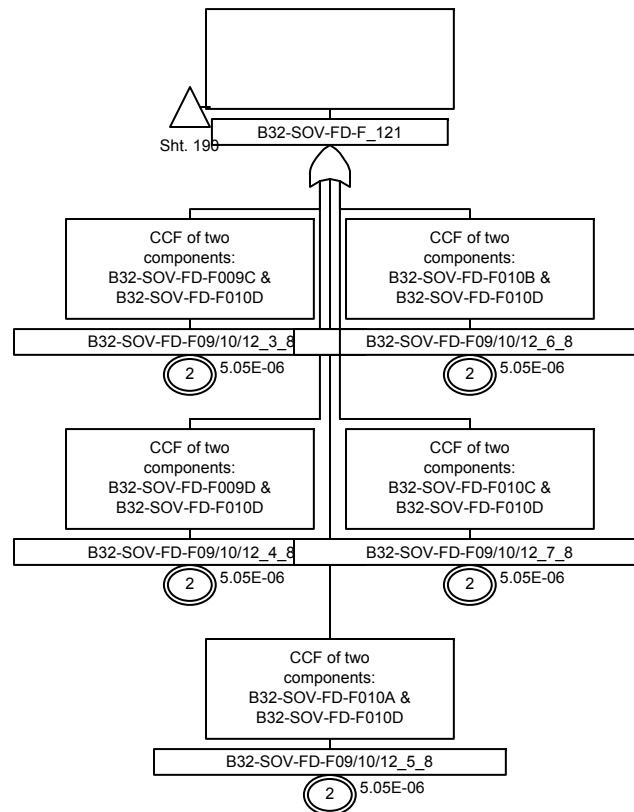 B32-SOV-FD-F_121
Sht. 190
CCF of two
components:
B32-SOV-FD-F009C &
B32-SOV-FD-F010D
B32-SOV-FD-F09/10/12_3_8
2
5.05E-06
CCF of two
components:
B32-SOV-FD-F010B &
B32-SOV-FD-F010D
B32-SOV-FD-F09/10/12_6_8
2
5.05E-06
CCF of two
components:
B32-SOV-FD-F009D &
B32-SOV-FD-F010D
B32-SOV-FD-F09/10/12_4_8
2
5.05E-06
CCF of two
components:
B32-SOV-FD-F010C &
B32-SOV-FD-F010D
B32-SOV-FD-F09/10/12_7_8
2
5.05E-06
CCF of two
components:
B32-SOV-FD-F010A &
B32-SOV-FD-F010D
B32-SOV-FD-F09/10/12_5_8
2
5.05E-06